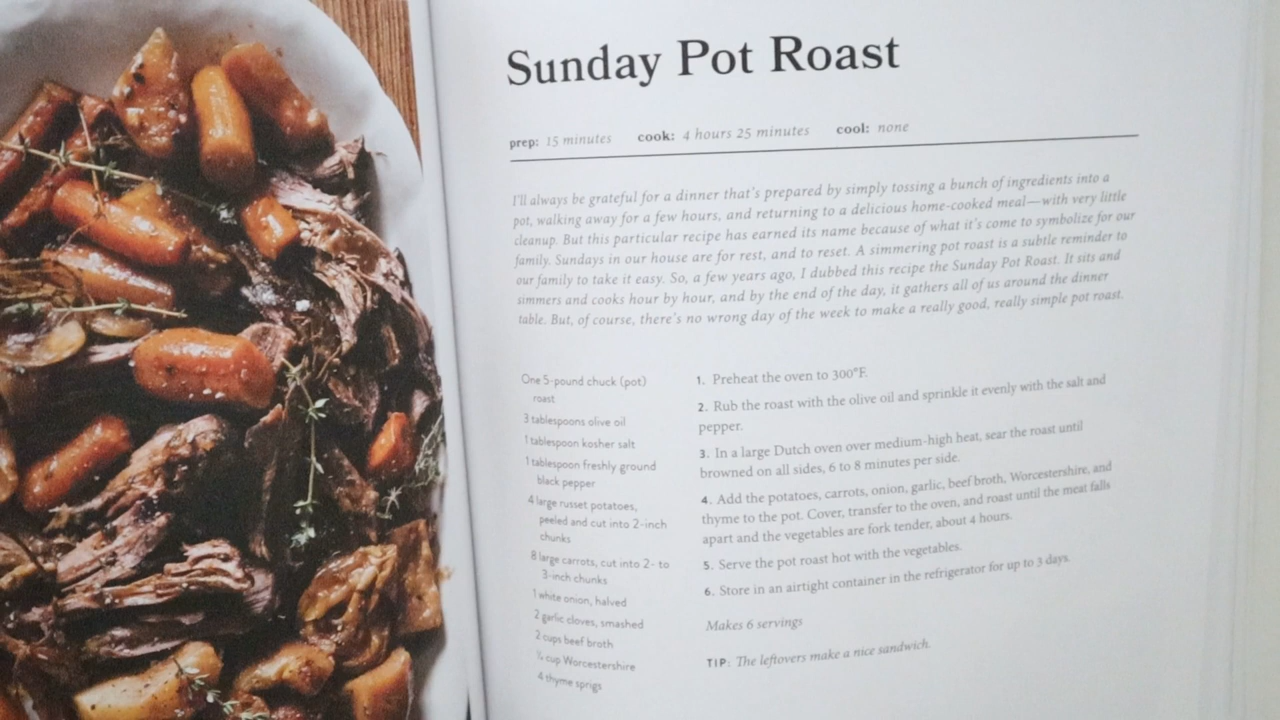 Sunday Pot Roast
prep: 15 minutes cook: 4 hours 25 minutes cool: none
I'll always be grateful for a dinner that's prepared by simply tossing a bunch of ingredients into a
pot, walking away for a few hours, and returning to a delicious home-cooked meal—with very little
cleanup. But this particular recipe has earned its name because of what it's come to symbolize for our
family. Sundays in our house are for rest, and to reset. A simmering pot roast is a subtle reminder to
our family to take it easy. So, a few years ago, I dubbed this recipe the Sunday Pot Roast. It sits and
simmers and cooks hour by hour, and by the end of the day, it gathers all of us around the dinner
table. But, of course, there's no wrong day of the week to make a really good, really simple pot roast.
One 5-pound chuck (pot)
roast
3 tablespoons olive oil
1 tablespoon kosher salt
1 tablespoon freshly ground
black pepper
4 large russet potatoes,
peeled and cut into 2-inch
chunks
8 large carrots, cut into 2- to
3-inch chunks
1 white onion, halved
2 garlic cloves, smashed
2 cups beef broth
cup Worcestershire
4 thyme sprigs
1. Preheat the oven to 300°F.
2. Rub the roast with the olive oil and sprinkle it evenly with the salt and
pepper.
3. In a large Dutch oven over medium-high heat, sear the roast until
browned on all sides, 6 to 8 minutes per side.
4. Add the potatoes, carrots, onion, garlic, beef broth, Worcestershire, and
thyme to the pot. Cover, transfer to the oven, and roast until the meat falls
apart and the vegetables are fork tender, about 4 hours.
5. Serve the pot roast hot with the vegetables.
6. Store in an airtight container in the refrigerator for up to 3 days.
Makes 6 servings
TIP: The leftovers make a nice sandwich.